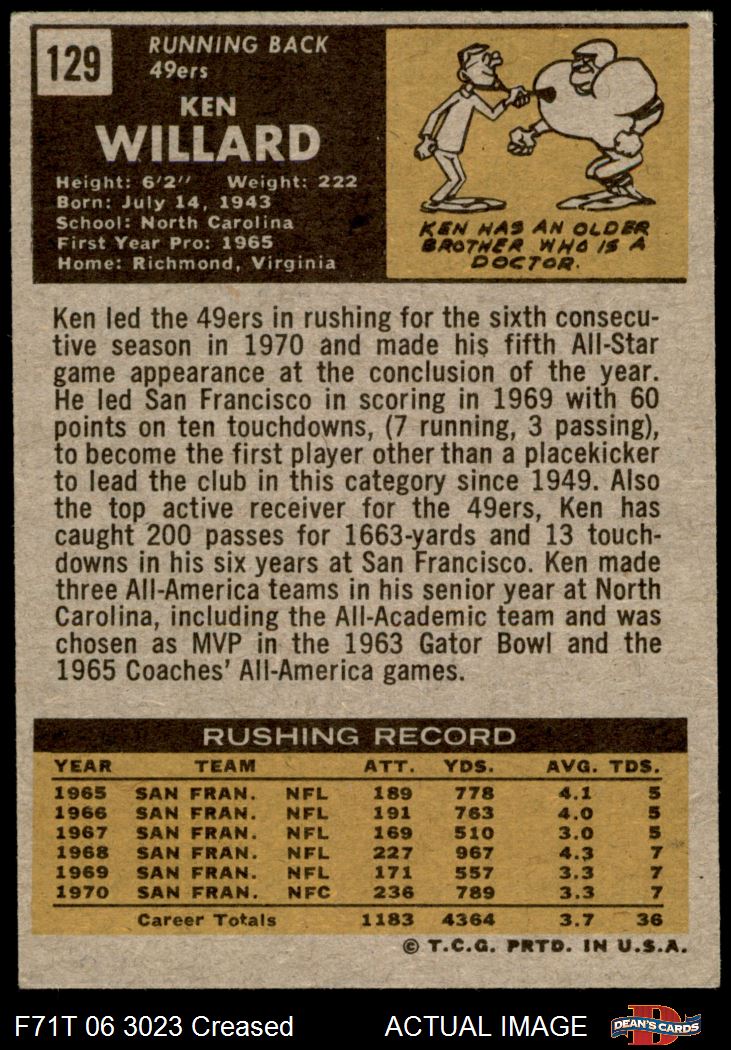 129
RUNNING BACK
49ers
KEN
WILLARD
Height: 6'2" Weight: 222
Born: July 14, 1943
School: North Carolina
First Year Pro: 1965
Home: Richmond, Virginia
KEN HAS AN OLDER
BROTHER WHO IS A
DOCTOR.
Ken led the 49ers in rushing for the sixth consecu-
tive season in 1970 and made his fifth All-Star
game appearance at the conclusion of the year.
He led San Francisco in scoring in 1969 with 60
points on ten touchdowns, (7 running, 3 passing),
to become the first player other than a placekicker
to lead the club in this category since 1949. Also
the top active receiver for the 49ers, Ken has
caught 200 passes for 1663-yards and 13 touch-
downs in his six years at San Francisco. Ken made
three All-America teams in his senior year at North
Carolina, including the All-Academic team and was
chosen as MVP in the 1963 Gator Bowl and the
1965 Coaches' All-America games.
RUSHING RECORD
YEAR TEAM ATT. YDS. AVG. TDS.
1965 SAN FRAN. NFL 189 778 4.1 5
1966 SAN FRAN. NFL 191 763 4.0 5
1967 SAN FRAN. NFL 169 510 3.0 5
1968 SAN FRAN. NFL 227 967 4.3 7
1969 SAN FRAN. NFL 171 557 3.3 7
1970 SAN FRAN. NFC 236 789 3.3 7
Career Totals 1183 4364 3.7 36
© T.C.G. PRTD. IN U.S.A.
F71T 06 3023 Creased ACTUAL IMAGE
D
DEAN'S CARDS